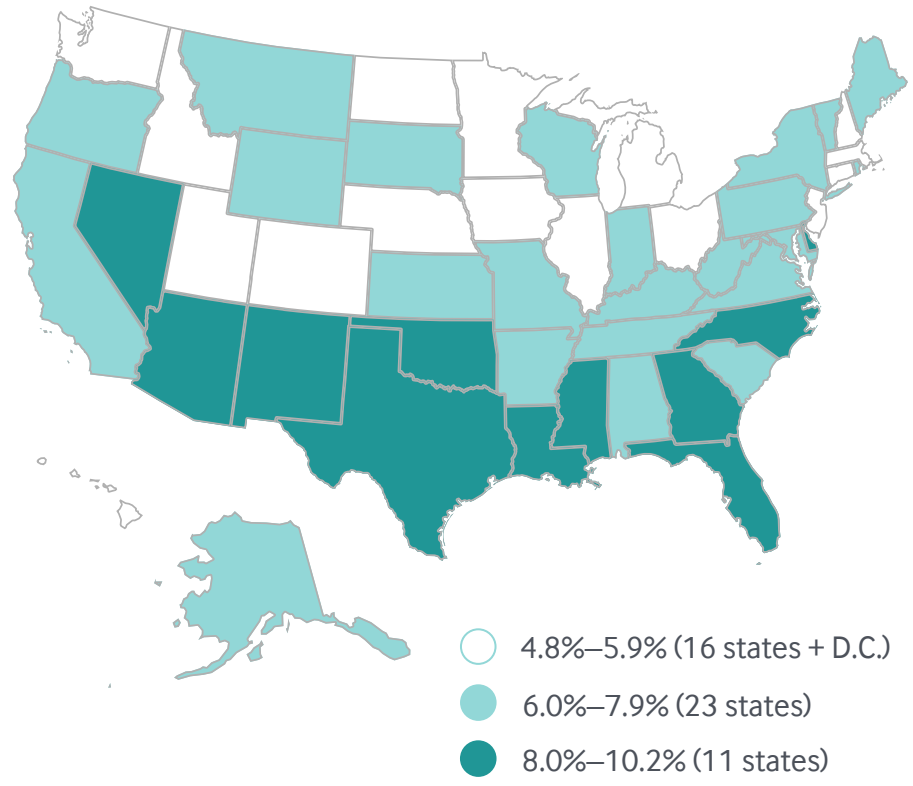 4.8%–5.9% (16 states + D.C.)
6.0%–7.9% (23 states)
8.0%–10.2% (11 states)